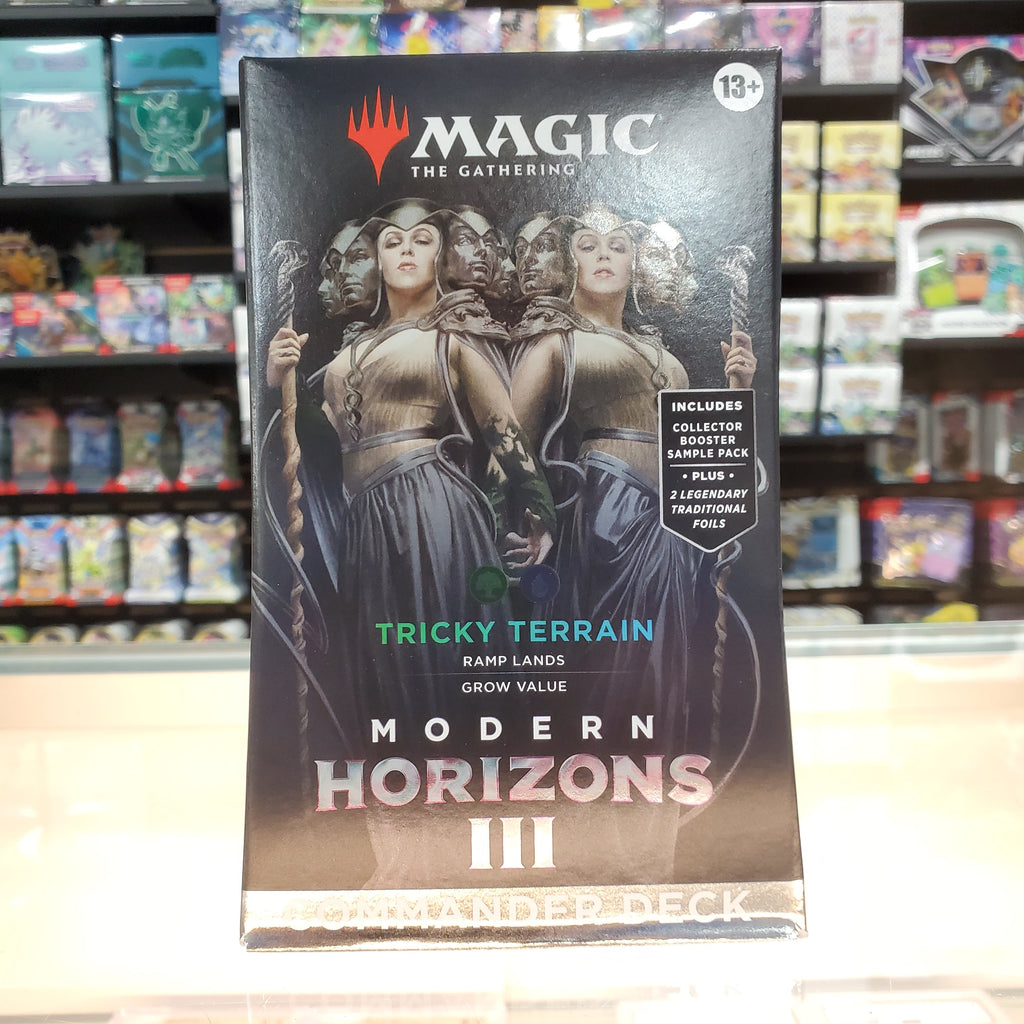 13+
MAGIC
THE GATHERING
INCLUDES
COLLECTOR
BOOSTER
SAMPLE PACK
• PLUS •
2 LEGENDARY
TRADITIONAL
FOILS
TRICKY TERRAIN
RAMP LANDS
GROW VALUE
MODERN
HORIZONS
III
COMMANDER DECK